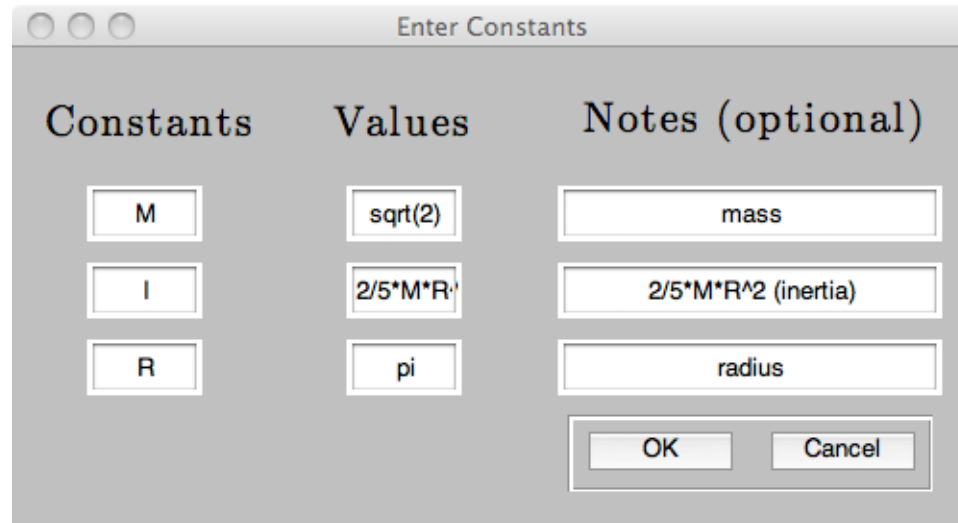 Enter Constants
Constants Values Notes (optional)
M sqrt(2) mass
I 2/5*M*R^ 2/5*M*R^2 (inertia)
R pi radius
OK Cancel